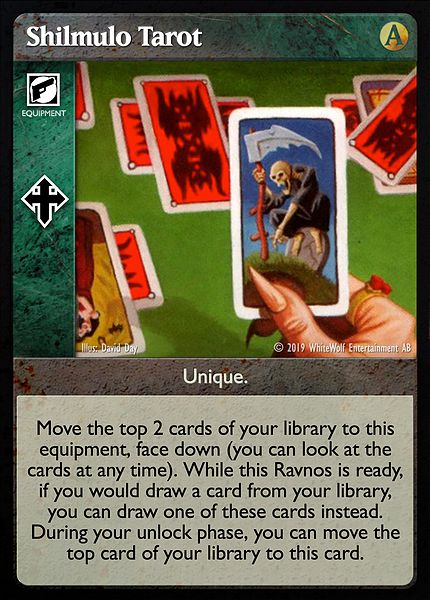 Shilmulo Tarot
A
EQUIPMENT
Illus: David Day
© 2019 WhiteWolf Entertainment AB
Unique.
Move the top 2 cards of your library to this
equipment, face down (you can look at the
cards at any time). While this Ravnos is ready,
if you would draw a card from your library,
you can draw one of these cards instead.
During your unlock phase, you can move the
top card of your library to this card.